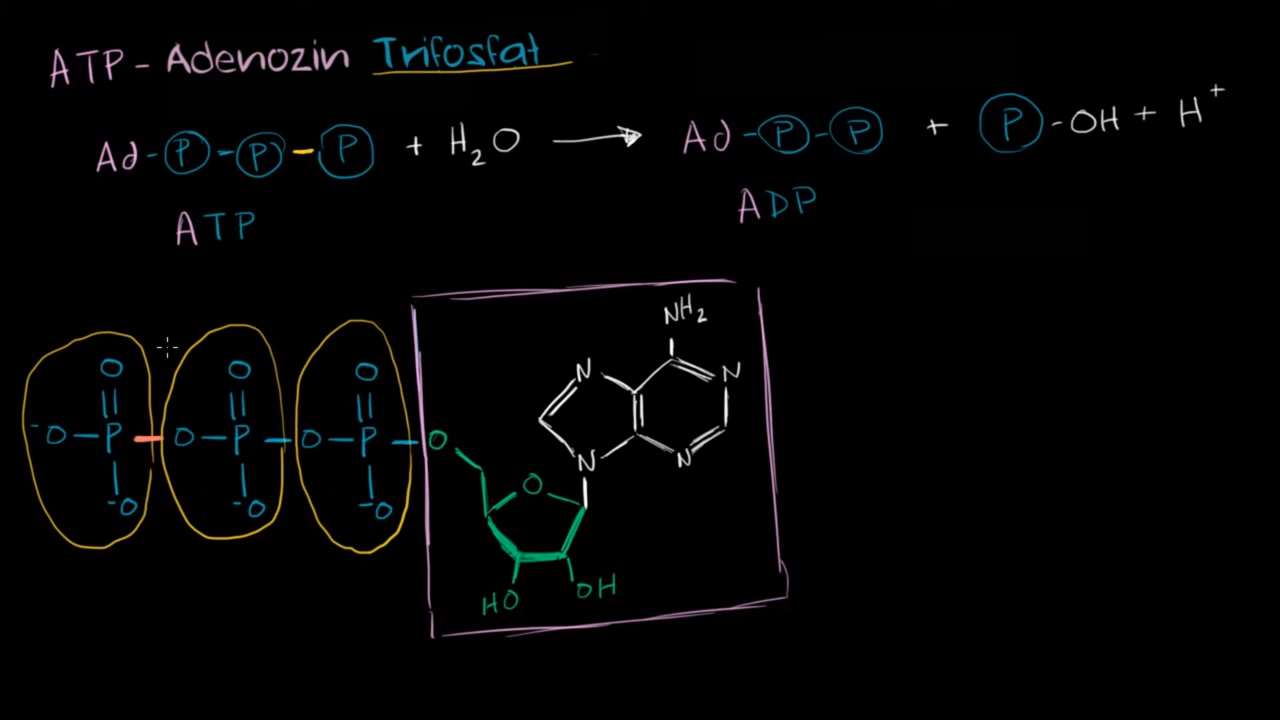 ATP - Adenozin Trifosfat
Ad - P - P - P + H₂O → Ad - P - P + P - OH + H⁺
ATP ADP
NH₂
O O O N N
⁻O - P - O - P - O - P - O
N N
⁻O ⁻O ⁻O O
HO OH